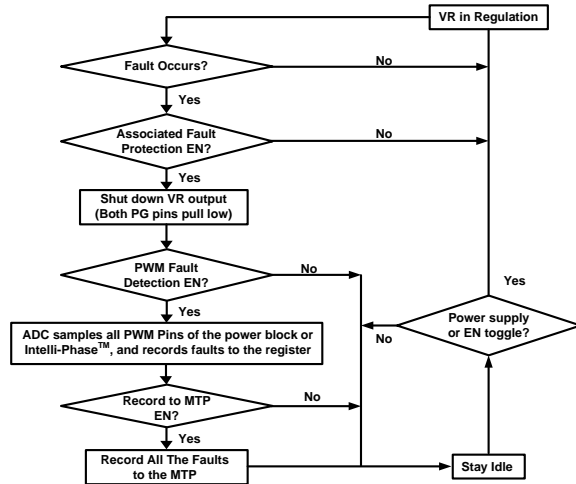 VR in Regulation
Fault Occurs?
No
Yes
Associated Fault
Protection EN?
No
Yes
Shut down VR output
(Both PG pins pull low)
PWM Fault
Detection EN?
No
Yes
Yes
Power supply
or EN toggle?
No
ADC samples all PWM Pins of the power block or
Intelli-Phase™, and records faults to the register
Record to MTP
EN?
No
Yes
Record All The Faults
to the MTP
Stay Idle